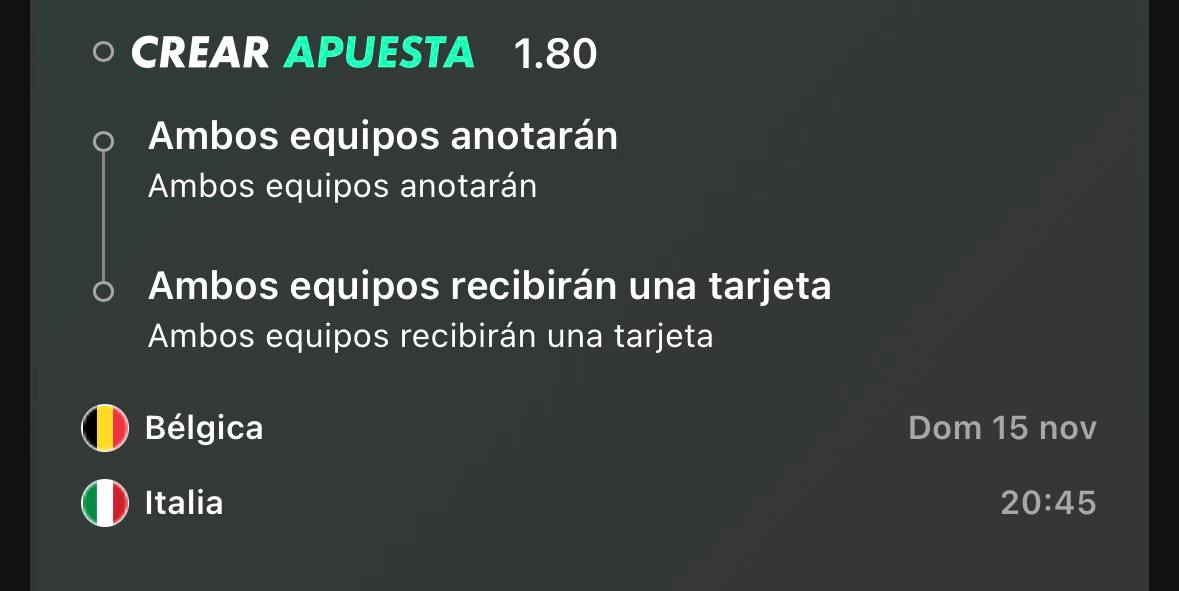 CREAR APUESTA 1.80
Ambos equipos anotarán
Ambos equipos anotarán
Ambos equipos recibirán una tarjeta
Ambos equipos recibirán una tarjeta
Bélgica Dom 15 nov
Italia 20:45